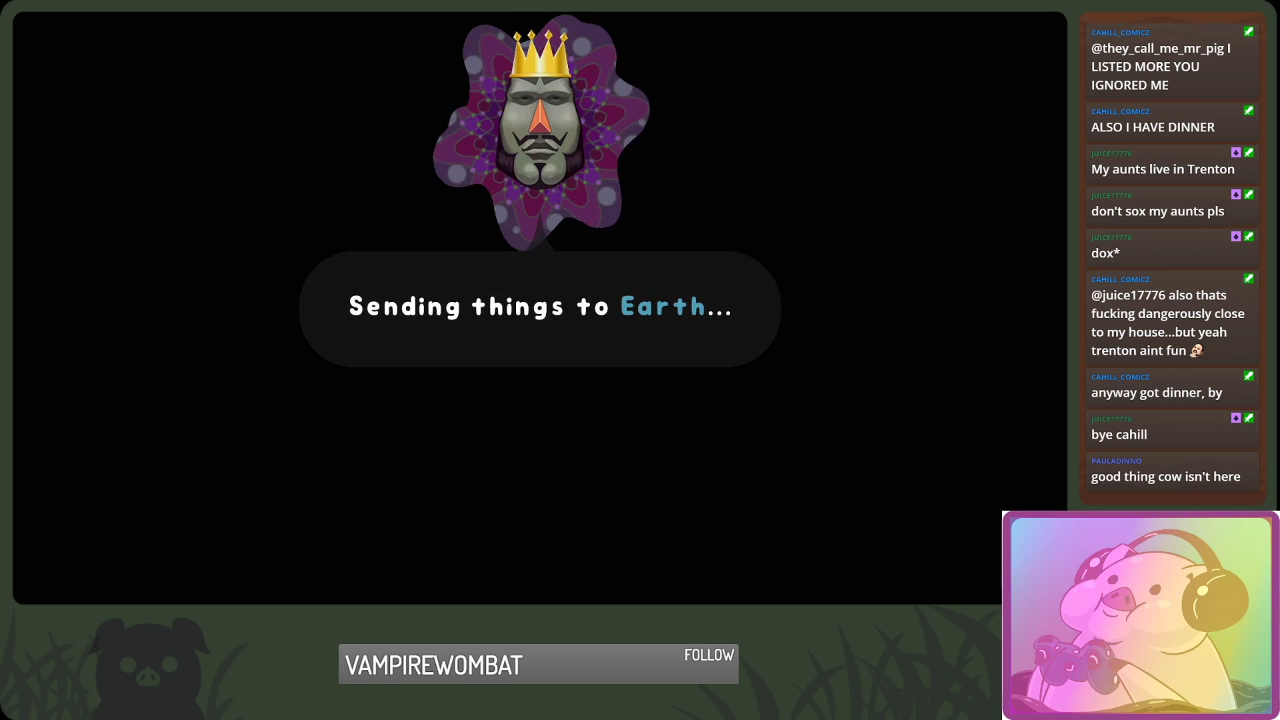 Sending things to Earth...
CAHILL_COMICZ
@they_call_me_mr_pig I
LISTED MORE YOU
IGNORED ME
CAHILL_COMICZ
ALSO I HAVE DINNER
JUICE17776
My aunts live in Trenton
JUICE17776
don't sox my aunts pls
JUICE17776
dox*
CAHILL_COMICZ
@juice17776 also thats
fucking dangerously close
to my house...but yeah
trenton aint fun
CAHILL_COMICZ
anyway got dinner, by
JUICE17776
bye cahill
PAULADINNO
good thing cow isn't here
VAMPIREWOMBAT
FOLLOW